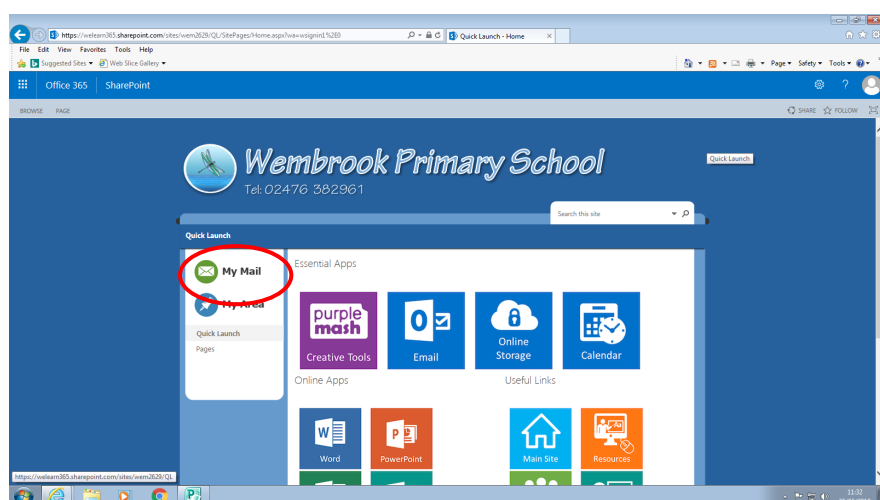 https://welearn365.sharepoint.com/sites/wem2629/QL/SitePages/Home.aspx?wa=wsignin1%2E0
Quick Launch - Home
File Edit View Favorites Tools Help
Suggested Sites Web Slice Gallery
Page Safety Tools
Office 365 SharePoint
BROWSE PAGE
SHARE FOLLOW
Wembrook Primary School
Tel: 02476 382961
Quick Launch
Search this site
Quick Launch
My Mail
My Area
Quick Launch
Pages
Essential Apps
purple mash
Creative Tools
Email
Online Storage
Calendar
Online Apps
Useful Links
Word
PowerPoint
Main Site
Resources
https://welearn365.sharepoint.com/sites/wem2629/QL
11:32